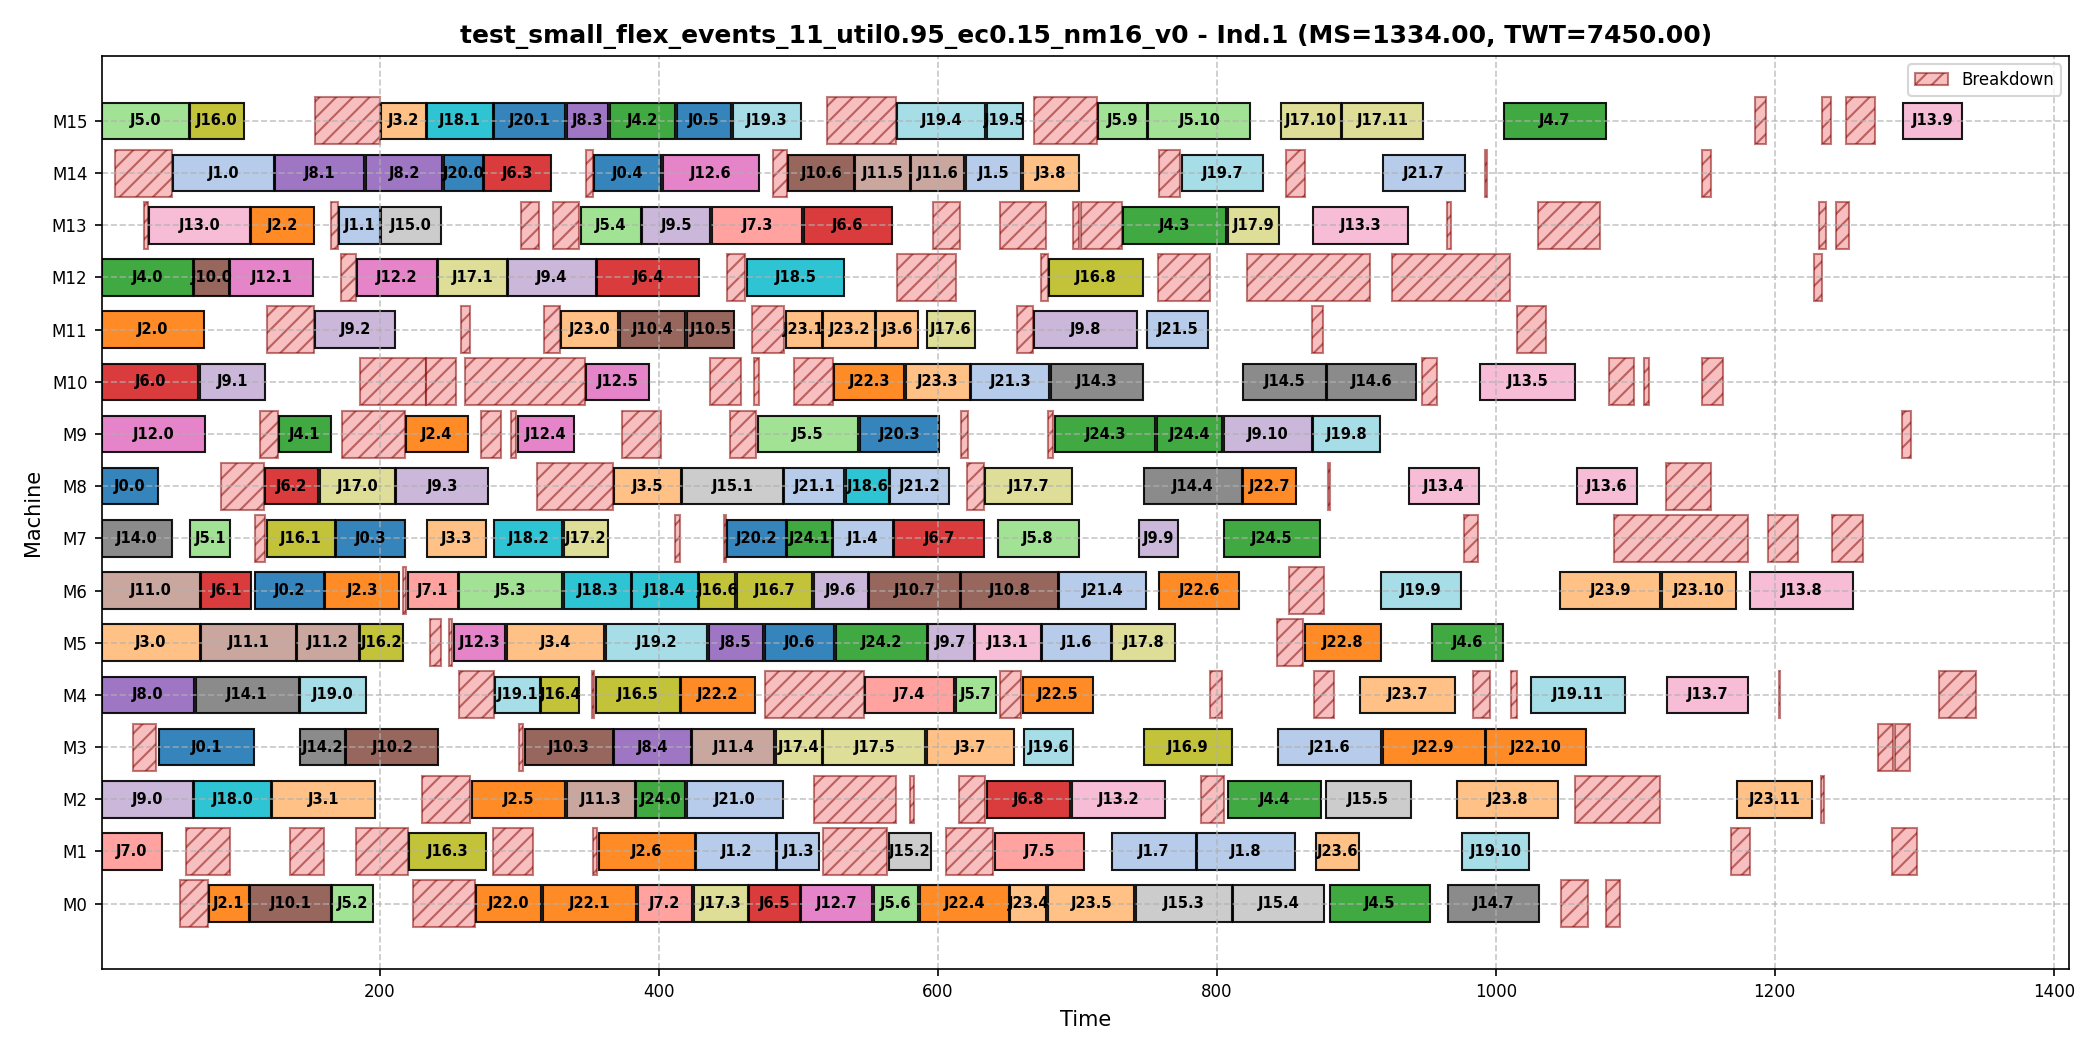 test_small_flex_events_11_util0.95_ec0.15_nm16_v0 - Ind.1 (MS=1334.00, TWT=7450.00)
Breakdown
M15 J5.0 J16.0 J3.2 J18.1 J20.1 J8.3 J4.2 J0.5 J19.3 J19.4 J19.5 J5.9 J5.10 J17.10 J17.11 J4.7 J13.9
M14 J1.0 J8.1 J8.2 J20.0 J6.3 J0.4 J12.6 J10.6 J11.5 J11.6 J1.5 J3.8 J19.7 J21.7
M13 J13.0 J2.2 J1.1 J15.0 J5.4 J9.5 J7.3 J6.6 J4.3 J17.9 J13.3
M12 J4.0 J10.0 J12.1 J12.2 J17.1 J9.4 J6.4 J18.5 J16.8
M11 J2.0 J9.2 J23.0 J10.4 J10.5 J23.1 J23.2 J3.6 J17.6 J9.8 J21.5
M10 J6.0 J9.1 J12.5 J22.3 J23.3 J21.3 J14.3 J14.5 J14.6 J13.5
M9 J12.0 J4.1 J2.4 J12.4 J5.5 J20.3 J24.3 J24.4 J9.10 J19.8
M8 J0.0 J6.2 J17.0 J9.3 J3.5 J15.1 J21.1 J18.6 J21.2 J17.7 J14.4 J22.7 J13.4 J13.6
M7 J14.0 J5.1 J16.1 J0.3 J3.3 J18.2 J17.2 J20.2 J24.1 J1.4 J6.7 J5.8 J9.9 J24.5
M6 J11.0 J6.1 J0.2 J2.3 J7.1 J5.3 J18.3 J18.4 J16.6 J16.7 J9.6 J10.7 J10.8 J21.4 J22.6 J19.9 J23.9 J23.10 J13.8
M5 J3.0 J11.1 J11.2 J16.2 J12.3 J3.4 J19.2 J8.5 J0.6 J24.2 J9.7 J13.1 J1.6 J17.8 J22.8 J4.6
M4 J8.0 J14.1 J19.0 J19.1 J16.4 J16.5 J22.2 J7.4 J5.7 J22.5 J23.7 J19.11 J13.7
M3 J0.1 J14.2 J10.2 J10.3 J8.4 J11.4 J17.4 J17.5 J3.7 J19.6 J16.9 J21.6 J22.9 J22.10
M2 J9.0 J18.0 J3.1 J2.5 J11.3 J24.0 J21.0 J6.8 J13.2 J4.4 J15.5 J23.8 J23.11
M1 J7.0 J16.3 J2.6 J1.2 J1.3 J15.2 J7.5 J1.7 J1.8 J23.6 J19.10
M0 J2.1 J10.1 J5.2 J22.0 J22.1 J7.2 J17.3 J6.5 J12.7 J5.6 J22.4 J23.4 J23.5 J15.3 J15.4 J4.5 J14.7
Machine
200 400 600 800 1000 1200 1400
Time